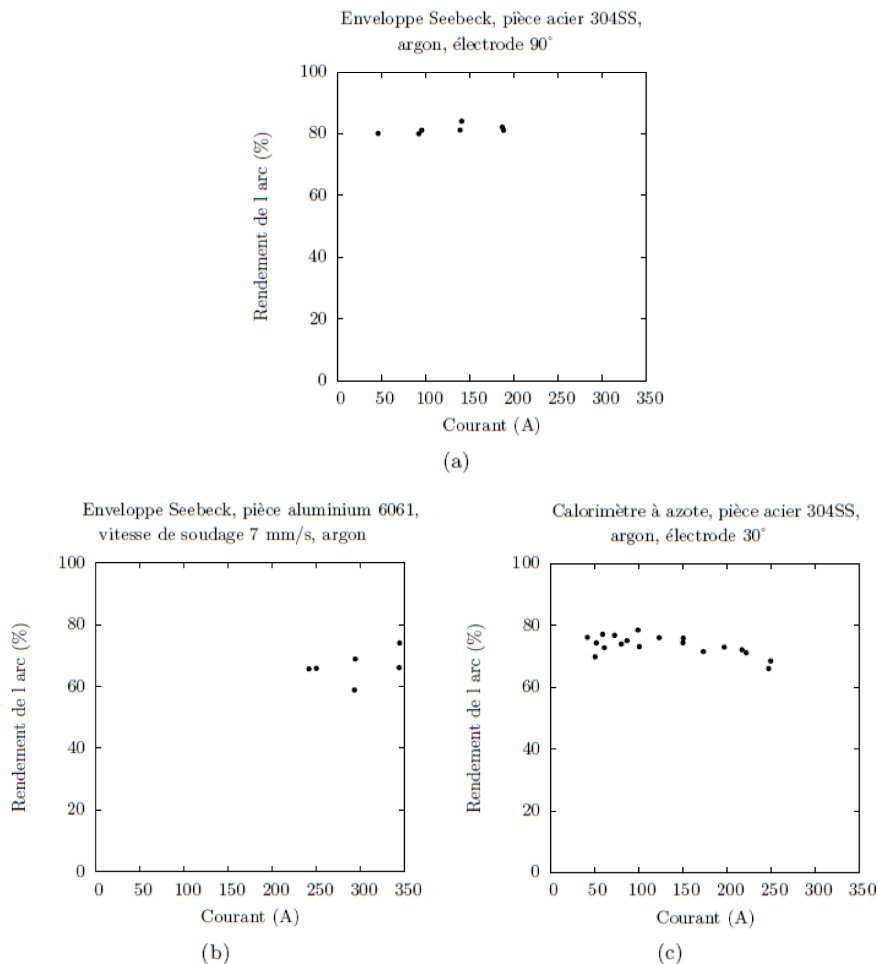 Enveloppe Seebeck, pièce acier 304SS,
argon, électrode 90°
100
80
60
40
20
0
Rendement de l arc (%)
0 50 100 150 200 250 300 350
Courant (A)
(a)
Enveloppe Seebeck, pièce aluminium 6061,
vitesse de soudage 7 mm/s, argon
100
80
60
40
20
0
Rendement de l arc (%)
0 50 100 150 200 250 300 350
Courant (A)
(b)
Calorimètre à azote, pièce acier 304SS,
argon, électrode 30°
100
80
60
40
20
0
Rendement de l arc (%)
0 50 100 150 200 250 300 350
Courant (A)
(c)